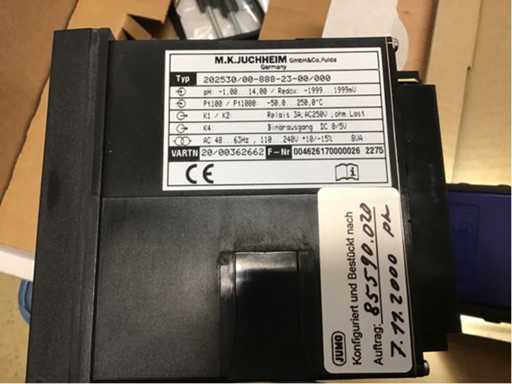 M.K.JUCHHEIM GmbH&Co, Fulda
Germany
Typ 202530/00-888-23-00/000
pH: -1.00 14.00 / Redox: -1999 1999mV
Pt100 / Pt1000: -50.0 250.0°C
K1 / K2 Relais 3A, AC250V , ohm.Last
K4: Binärausgang DC 0/5V
AC 48 63Hz , 110 240V +10/-15% 8VA
VARTN 20/00362662 F-Nr 004626170000026 2275
CE
JUMO
Konfiguriert und Bestückt nach
Auftrag: 85590.020
7.11.2000